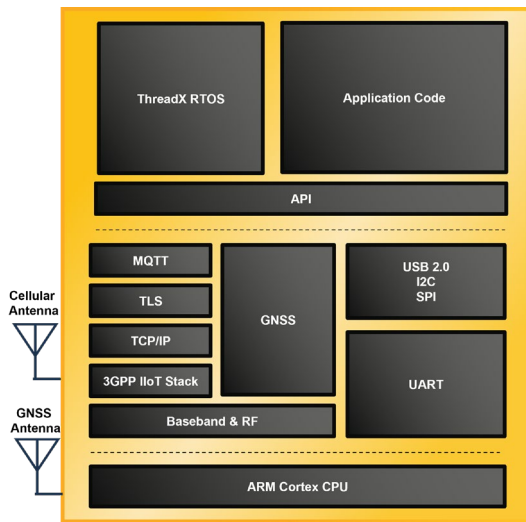 ThreadX RTOS
Application Code
API
MQTT
TLS
TCP/IP
3GPP IIoT Stack
GNSS
Baseband & RF
USB 2.0
I2C
SPI
UART
Cellular
Antenna
GNSS
Antenna
ARM Cortex CPU